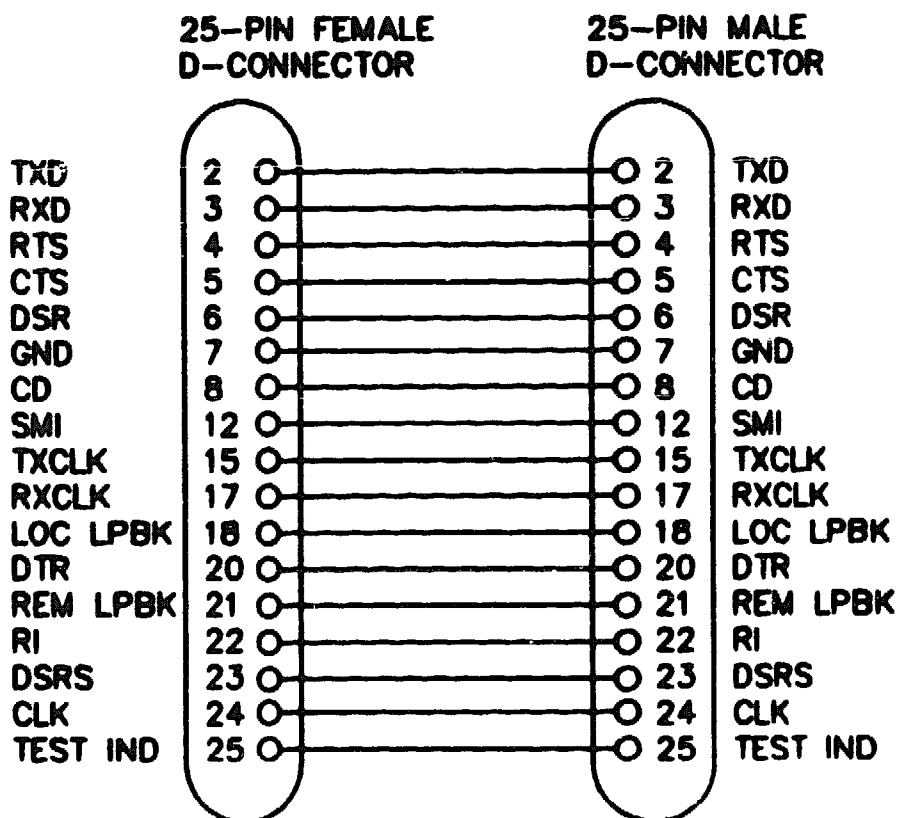 25-PIN FEMALE 25-PIN MALE
D-CONNECTOR D-CONNECTOR
TXD 2 2 TXD
RXD 3 3 RXD
RTS 4 4 RTS
CTS 5 5 CTS
DSR 6 6 DSR
GND 7 7 GND
CD 8 8 CD
SMI 12 12 SMI
TXCLK 15 15 TXCLK
RXCLK 17 17 RXCLK
LOC LPBK 18 18 LOC LPBK
DTR 20 20 DTR
REM LPBK 21 21 REM LPBK
RI 22 22 RI
DSRS 23 23 DSRS
CLK 24 24 CLK
TEST IND 25 25 TEST IND